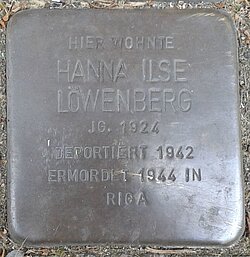 HIER WOHNTE
HANNA ILSE
LÖWENBERG
JG. 1924
DEPORTIERT 1942
ERMORDET 1944 IN
RIGA